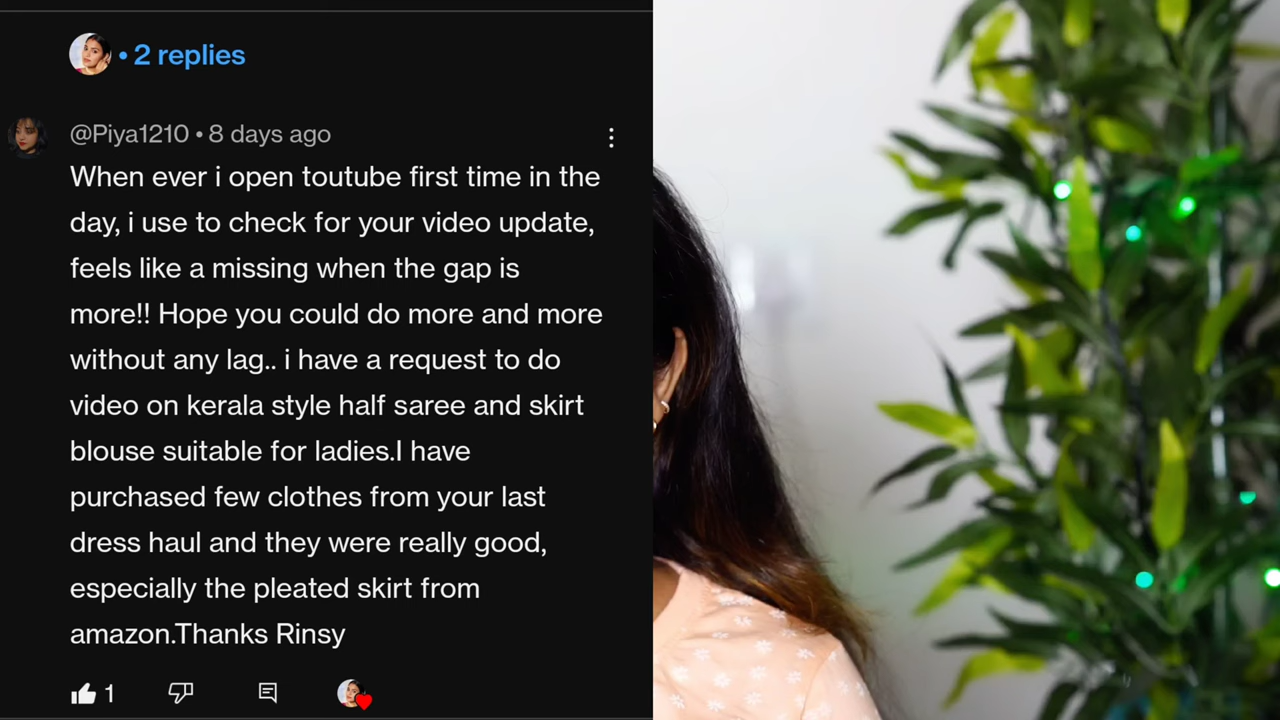 • 2 replies
@Piya1210 • 8 days ago
When ever i open toutube first time in the
day, i use to check for your video update,
feels like a missing when the gap is
more!! Hope you could do more and more
without any lag.. i have a request to do
video on kerala style half saree and skirt
blouse suitable for ladies.I have
purchased few clothes from your last
dress haul and they were really good,
especially the pleated skirt from
amazon.Thanks Rinsy
1